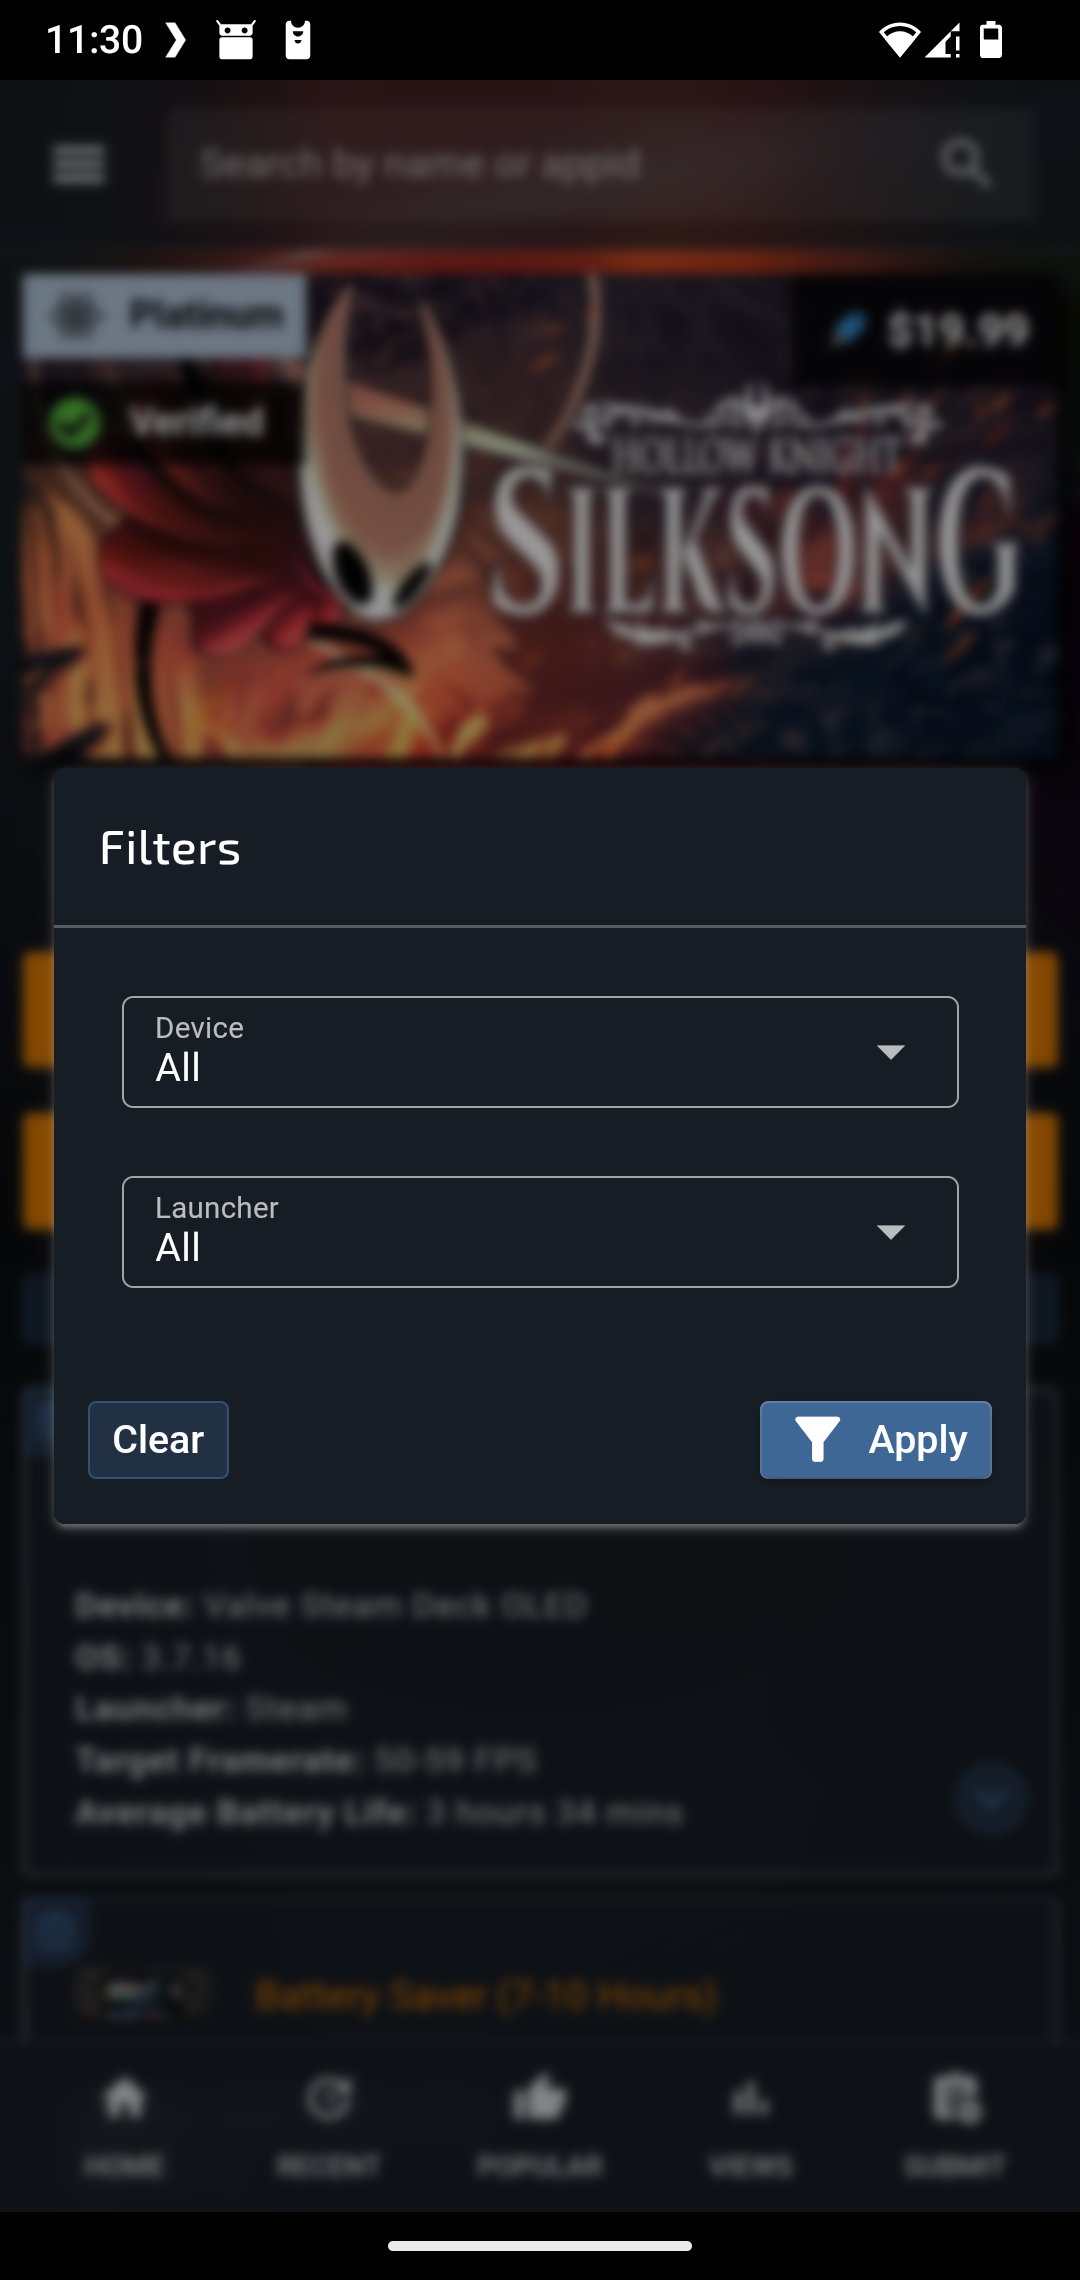 11:30
Search by name or appid
Platinum
$19.99
Verified
HOLLOW KNIGHT
SILKSONG
Filters
Device
All
Launcher
All
Clear
Apply
Device: Valve Steam Deck OLED
OS: 3.7.16
Launcher: Steam
Target Framerate: 50-59 FPS
Average Battery Life: 3 hours 34 mins
Battery Saver (7-10 Hours)
HOME
RECENT
POPULAR
VIEWS
SUBMIT